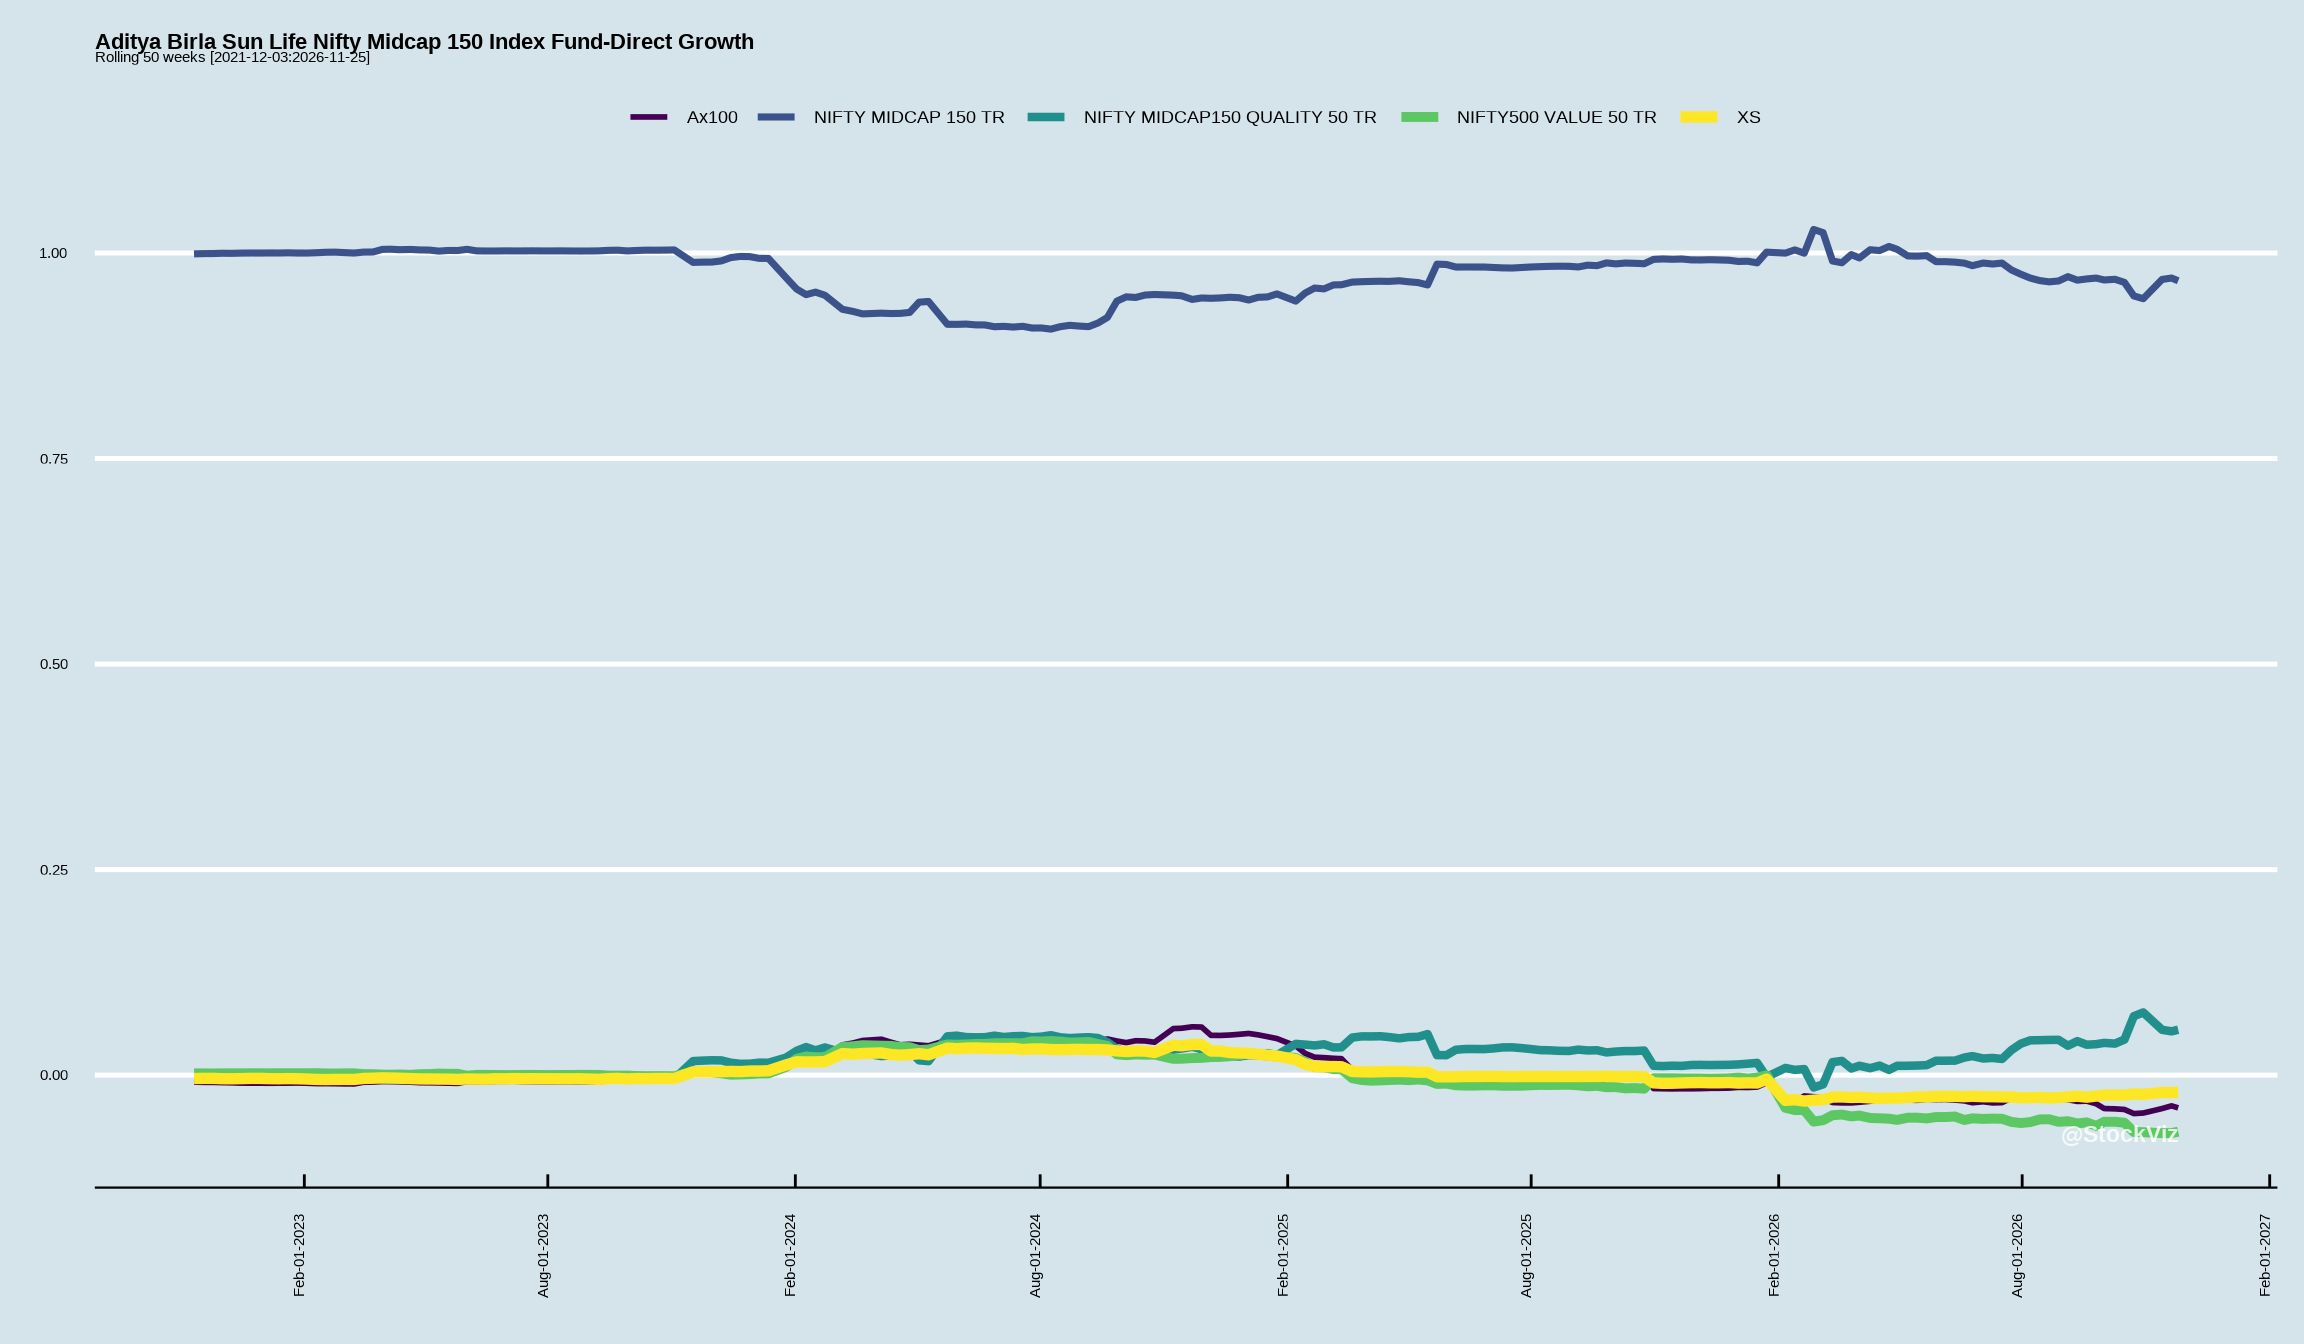 Aditya Birla Sun Life Nifty Midcap 150 Index Fund-Direct Growth
Rolling 50 weeks [2021-12-03:2026-11-25]
Ax100 NIFTY MIDCAP 150 TR NIFTY MIDCAP150 QUALITY 50 TR NIFTY500 VALUE 50 TR XS
1.00
0.75
0.50
0.25
0.00
@StockViz
Feb-01-2023 Aug-01-2023 Feb-01-2024 Aug-01-2024 Feb-01-2025 Aug-01-2025 Feb-01-2026 Aug-01-2026 Feb-01-2027